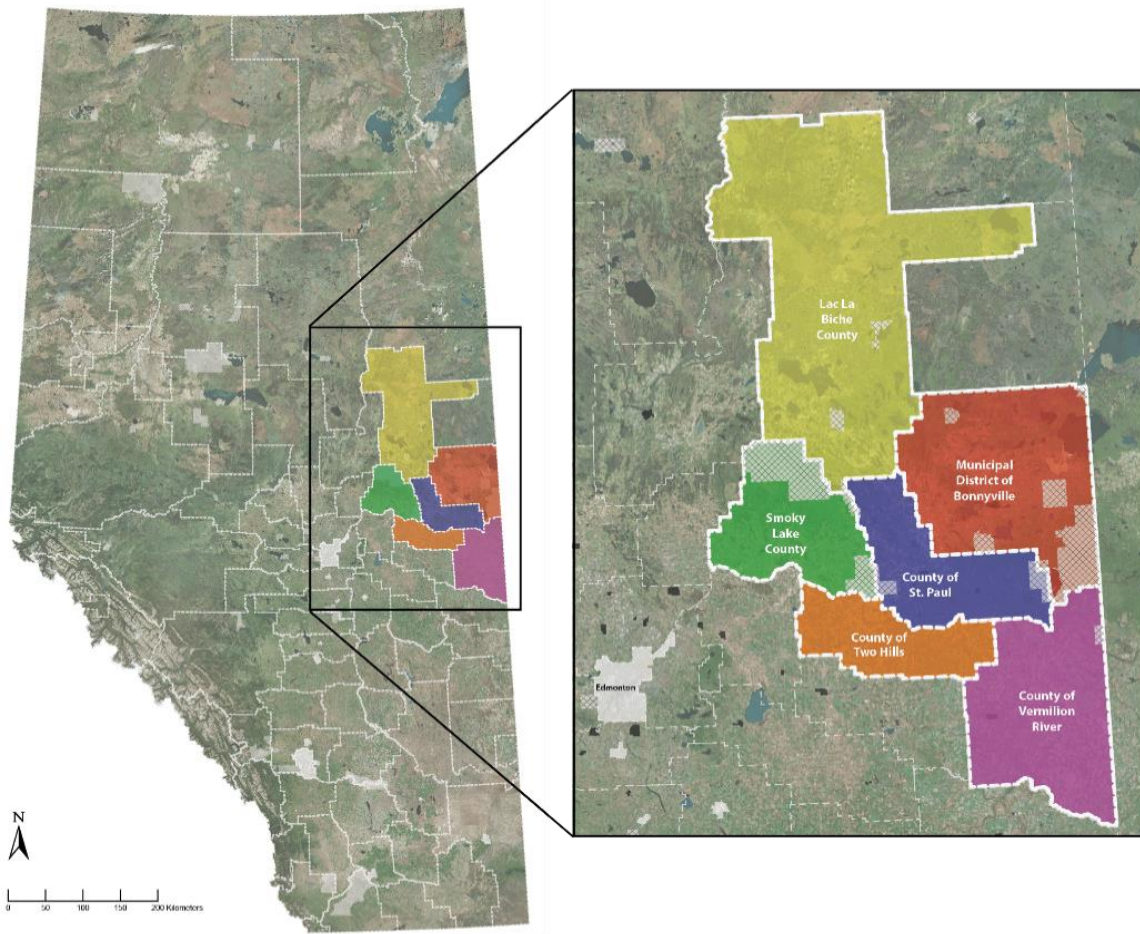 Lac La
Biche
County
Municipal
District of
Bonnyville
Smoky
Lake
County
County of
St. Paul
County of
Two Hills
Edmonton
County of
Vermilion
River
N
0 50 100 150 200 Kilometers